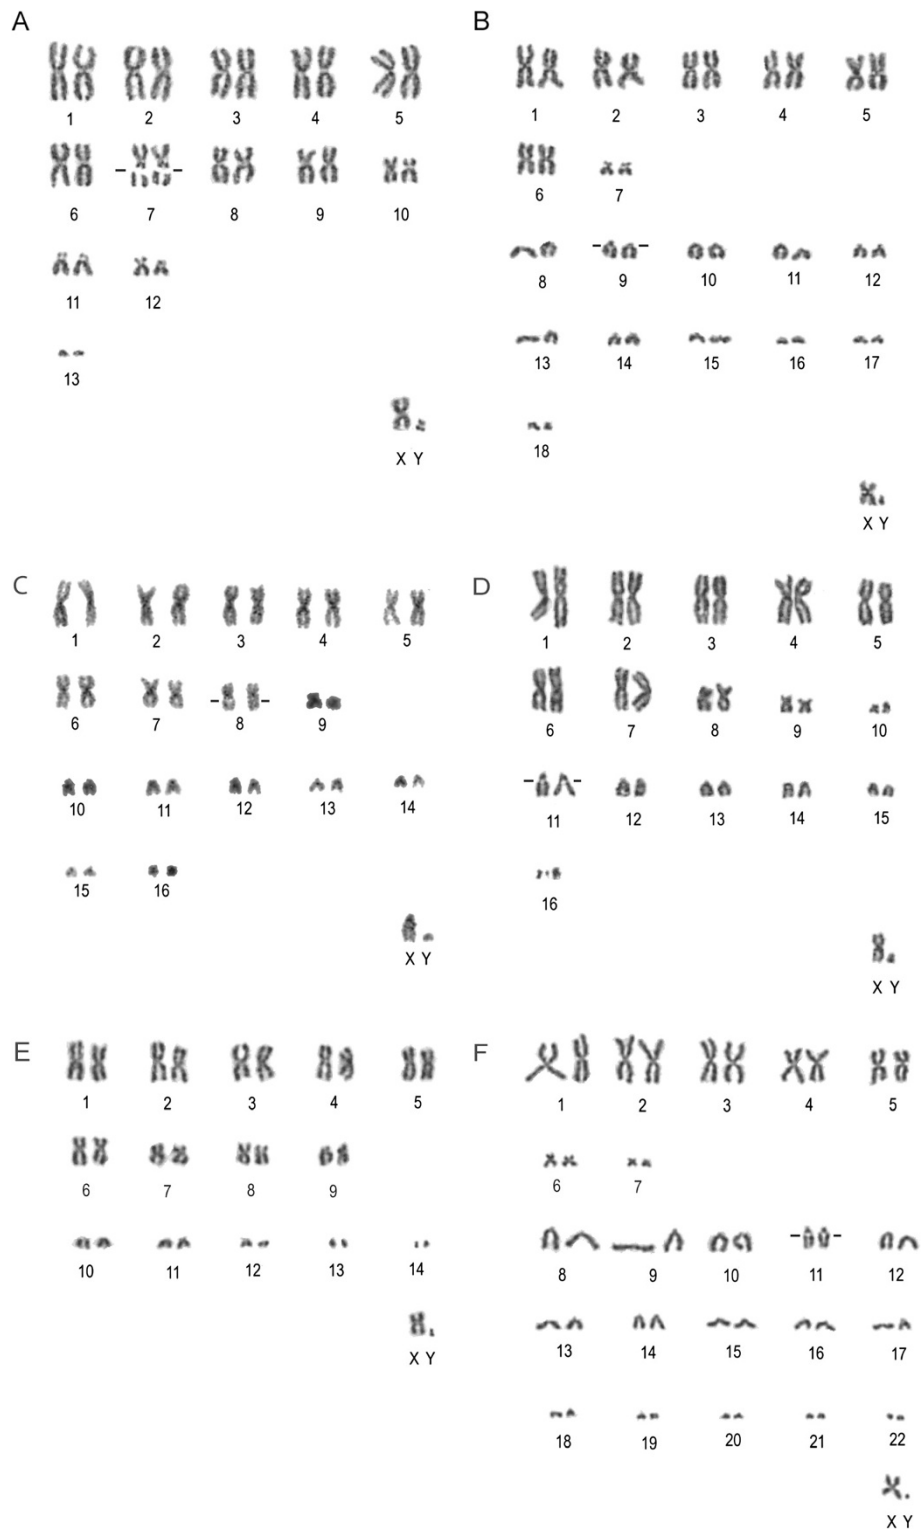 A
1 2 3 4 5
6 7 8 9 10
11 12
13
X Y
B
1 2 3 4 5
6 7
8 9 10 11 12
13 14 15 16 17
18
X Y
C
1 2 3 4 5
6 7 8 9
10 11 12 13 14
15 16
X Y
D
1 2 3 4 5
6 7 8 9 10
11 12 13 14 15
16
X Y
E
1 2 3 4 5
6 7 8 9
10 11 12 13 14
X Y
F
1 2 3 4 5
6 7
8 9 10 11 12
13 14 15 16 17
18 19 20 21 22
X Y